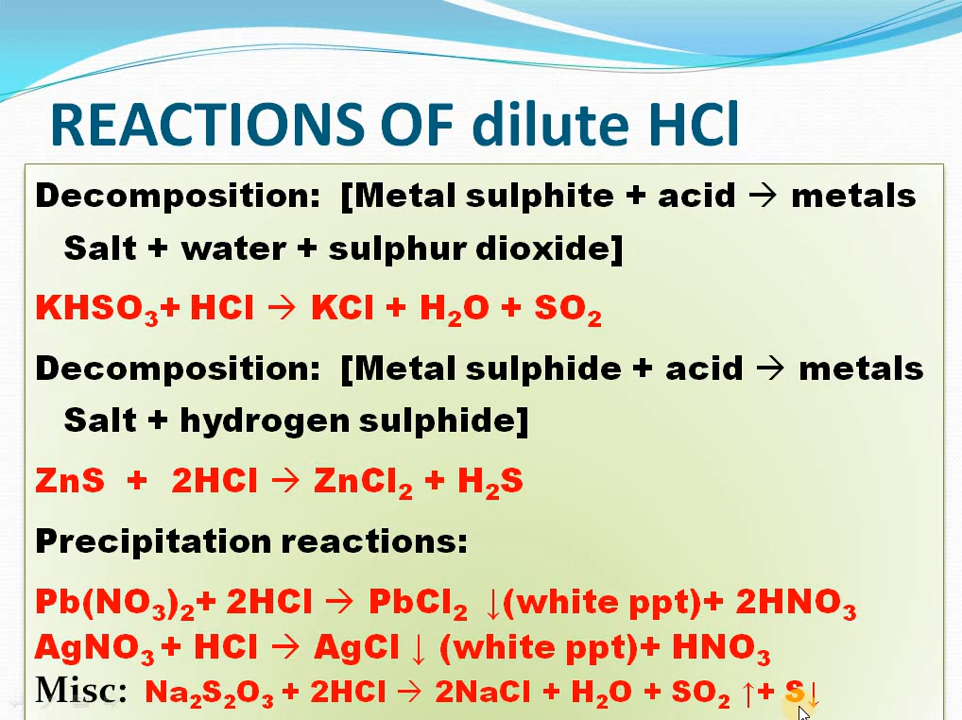 REACTIONS OF dilute HCl
Decomposition: [Metal sulphite + acid → metals
Salt + water + sulphur dioxide]
KHSO₃+ HCl → KCl + H₂O + SO₂
Decomposition: [Metal sulphide + acid → metals
Salt + hydrogen sulphide]
ZnS + 2HCl → ZnCl₂ + H₂S
Precipitation reactions:
Pb(NO₃)₂+ 2HCl → PbCl₂ ↓(white ppt)+ 2HNO₃
AgNO₃ + HCl → AgCl ↓ (white ppt)+ HNO₃
Misc: Na₂S₂O₃ + 2HCl → 2NaCl + H₂O + SO₂ ↑+ S↓